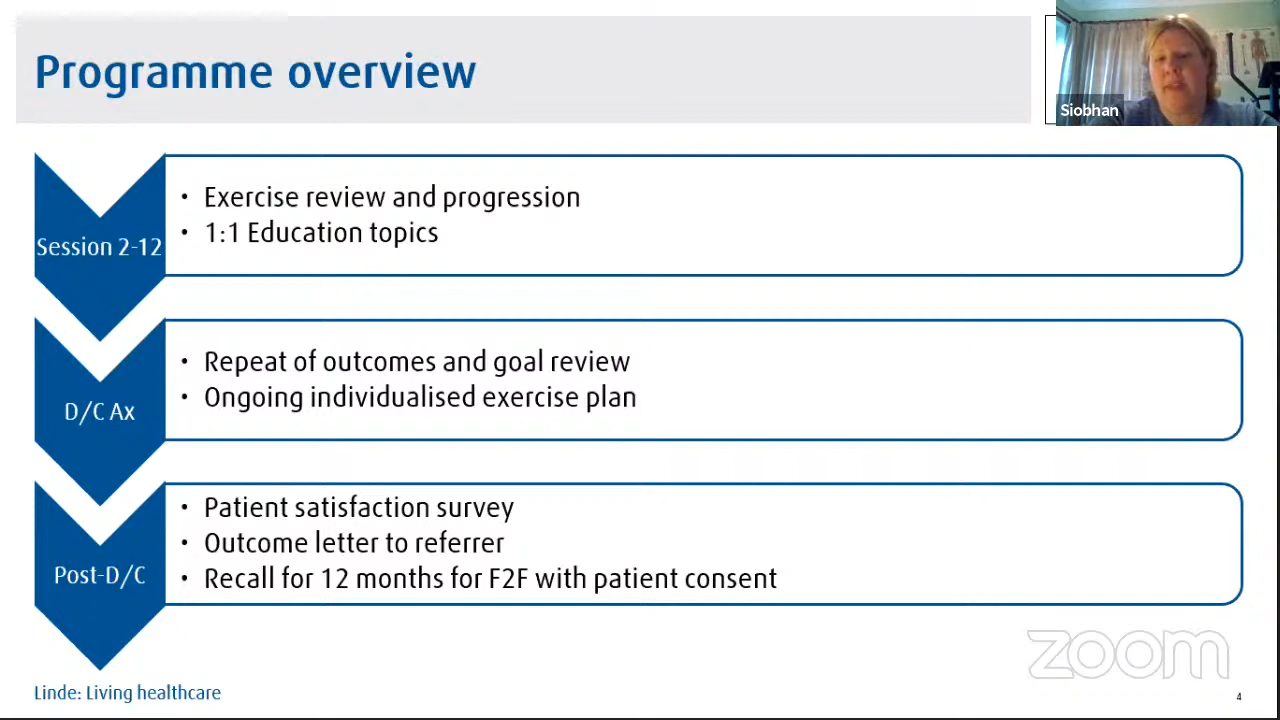 Programme overview
Siobhan
Session 2-12
• Exercise review and progression
• 1:1 Education topics
D/C Ax
• Repeat of outcomes and goal review
• Ongoing individualised exercise plan
Post-D/C
• Patient satisfaction survey
• Outcome letter to referrer
• Recall for 12 months for F2F with patient consent
zoom
Linde: Living healthcare
4